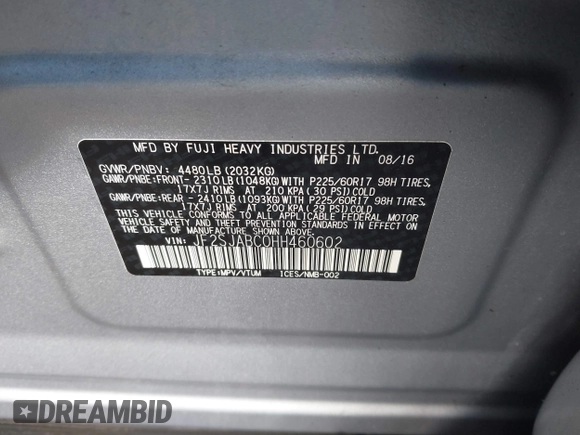 MFD BY FUJI HEAVY INDUSTRIES LTD.
MFD IN 08/16
GVWR/PNBV: 4480LB(2032KG)
GAWR/PNBE:FRONT-2310LB(1048KG)WITH P225/60R17 98H TIRES,
17X7J RIMS AT 210 KPA(30 PSI)COLD
GAWR/PNBE:REAR -2410LB(1093KG)WITH P225/60R17 98H TIRES,
17X7J RIMS AT 200 KPA(29 PSI)COLD
THIS VEHICLE CONFORMS TO ALL APPLICABLE FEDERAL MOTOR
VEHICLE SAFETY AND BUMPER STANDARDS IN EFFECT ON
THE DATE OF MANUFACTURE SHOWN ABOVE.
VIN: JF2SJABC0HH460602
TYPE:MPV/VTUM ICES/NMB-002
DREAMBID